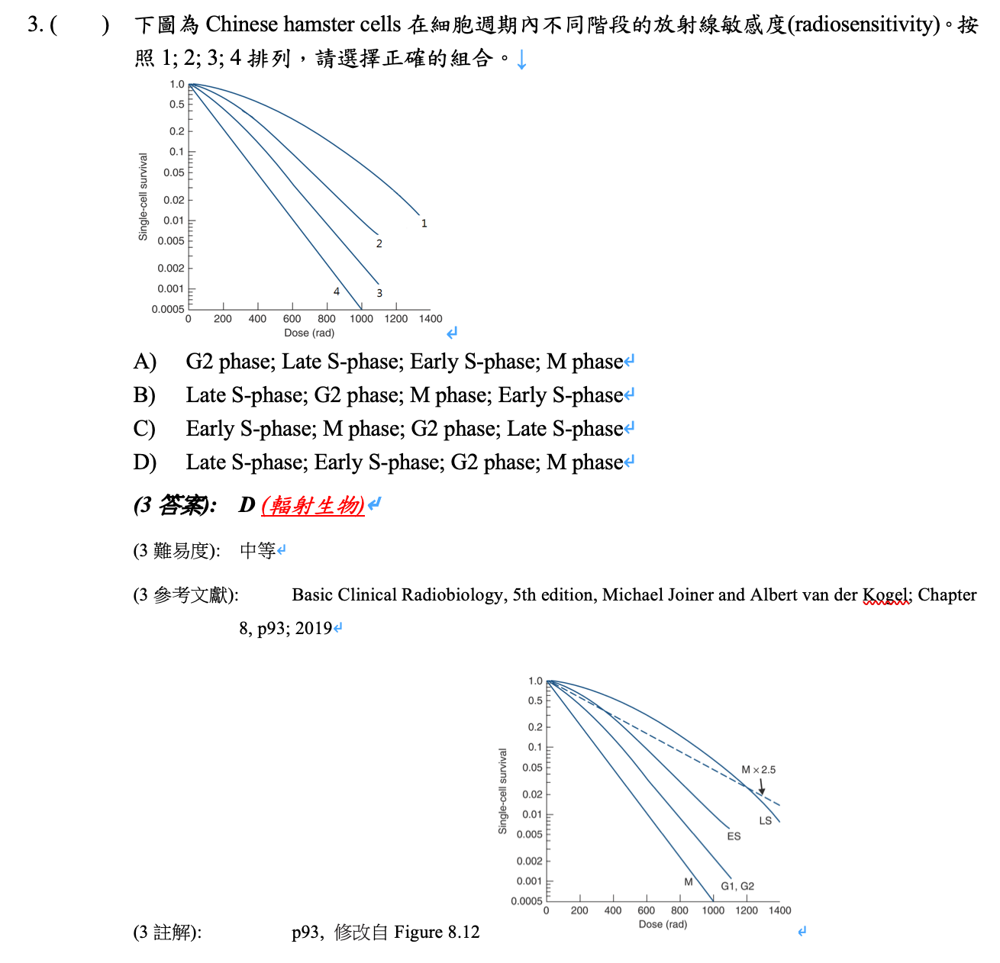 3. (        )  下圖為 Chinese hamster cells 在細胞週期內不同階段的放射線敏感度(radiosensitivity)。按
照 1; 2; 3; 4 排列，請選擇正確的組合。↓
1.0
0.5
0.2
0.1
0.05
0.02
0.01
0.005
0.002
0.001
0.0005
Single-cell survival
1
2
3
4
0 200 400 600 800 1000 1200 1400
Dose (rad)
A) G2 phase; Late S-phase; Early S-phase; M phase
B) Late S-phase; G2 phase; M phase; Early S-phase
C) Early S-phase; M phase; G2 phase; Late S-phase
D) Late S-phase; Early S-phase; G2 phase; M phase
(3 答案): D (輻射生物)
(3 難易度): 中等
(3 參考文獻): Basic Clinical Radiobiology, 5th edition, Michael Joiner and Albert van der Kogel; Chapter
8, p93; 2019
1.0
0.5
0.2
0.1
0.05
0.02
0.01
0.005
0.002
0.001
0.0005
Single-cell survival
M × 2.5
LS
ES
M
G1, G2
0 200 400 600 800 1000 1200 1400
Dose (rad)
(3 註解): p93, 修改自 Figure 8.12